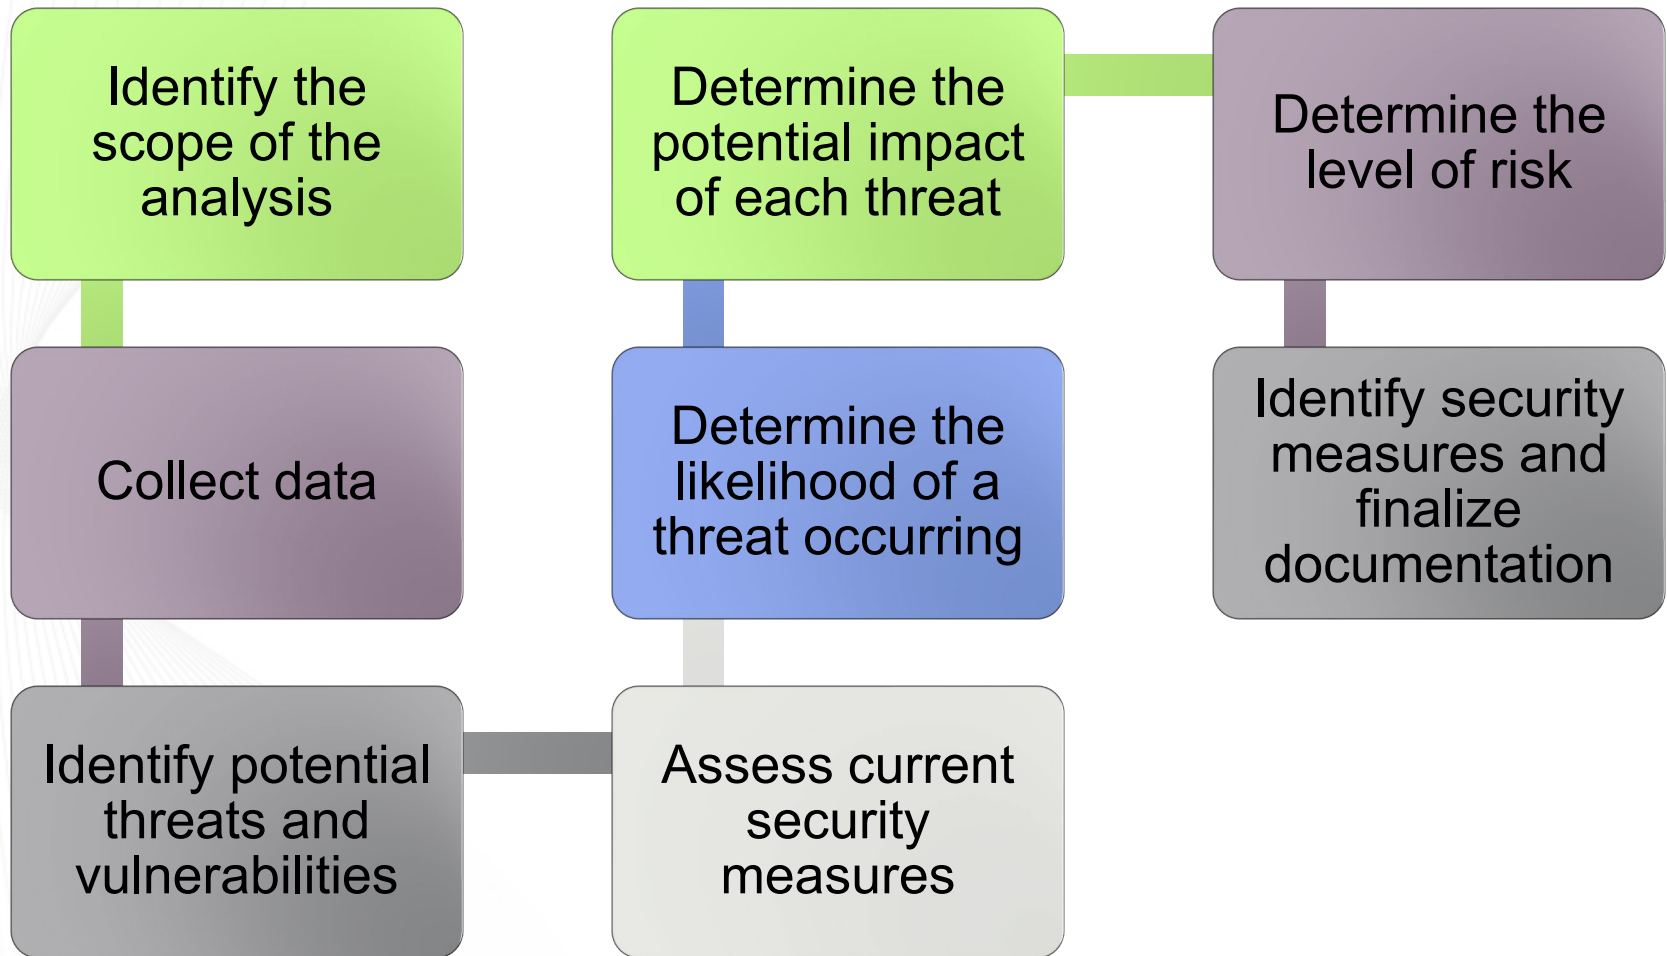 Identify the
scope of the
analysis
Collect data
Identify potential
threats and
vulnerabilities
Assess current
security
measures
Determine the
likelihood of a
threat occurring
Determine the
potential impact
of each threat
Determine the
level of risk
Identify security
measures and
finalize
documentation